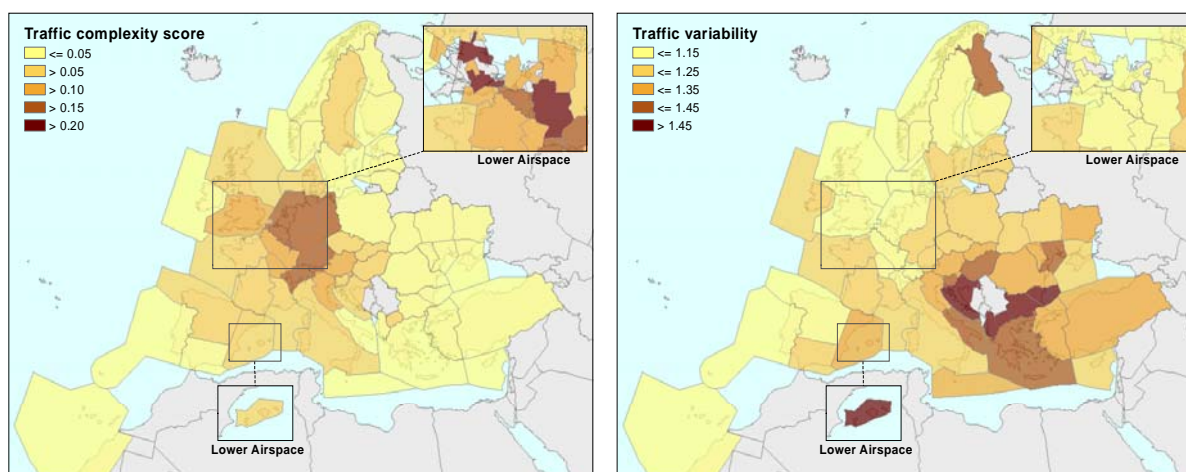 Traffic complexity score
<= 0.05
> 0.05
> 0.10
> 0.15
> 0.20
Lower Airspace
Lower Airspace
Traffic variability
<= 1.15
<= 1.25
<= 1.35
<= 1.45
> 1.45
Lower Airspace
Lower Airspace